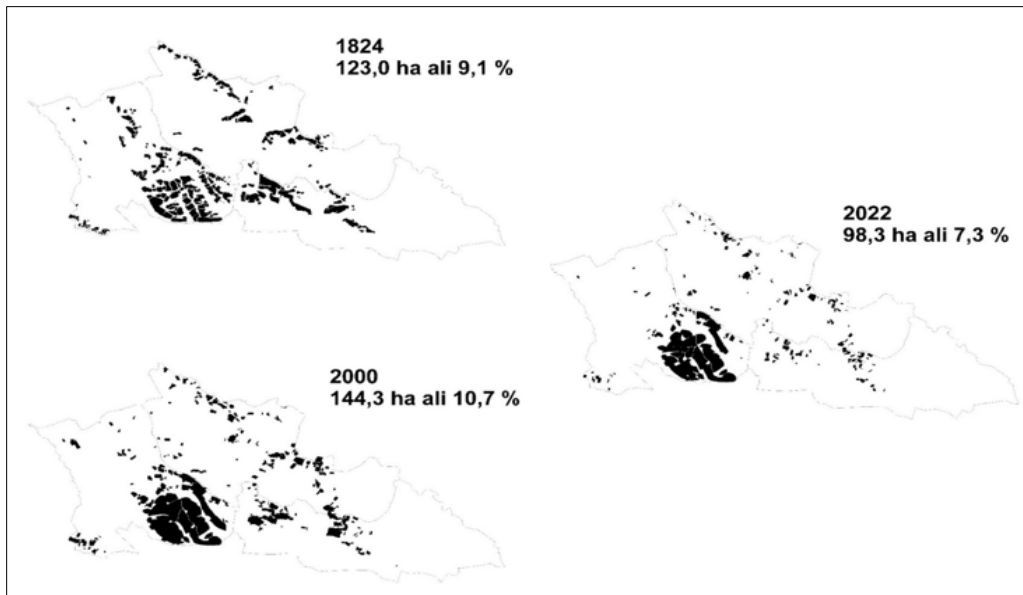 1824
123,0 ha ali 9,1 %
2022
98,3 ha ali 7,3 %
2000
144,3 ha ali 10,7 %